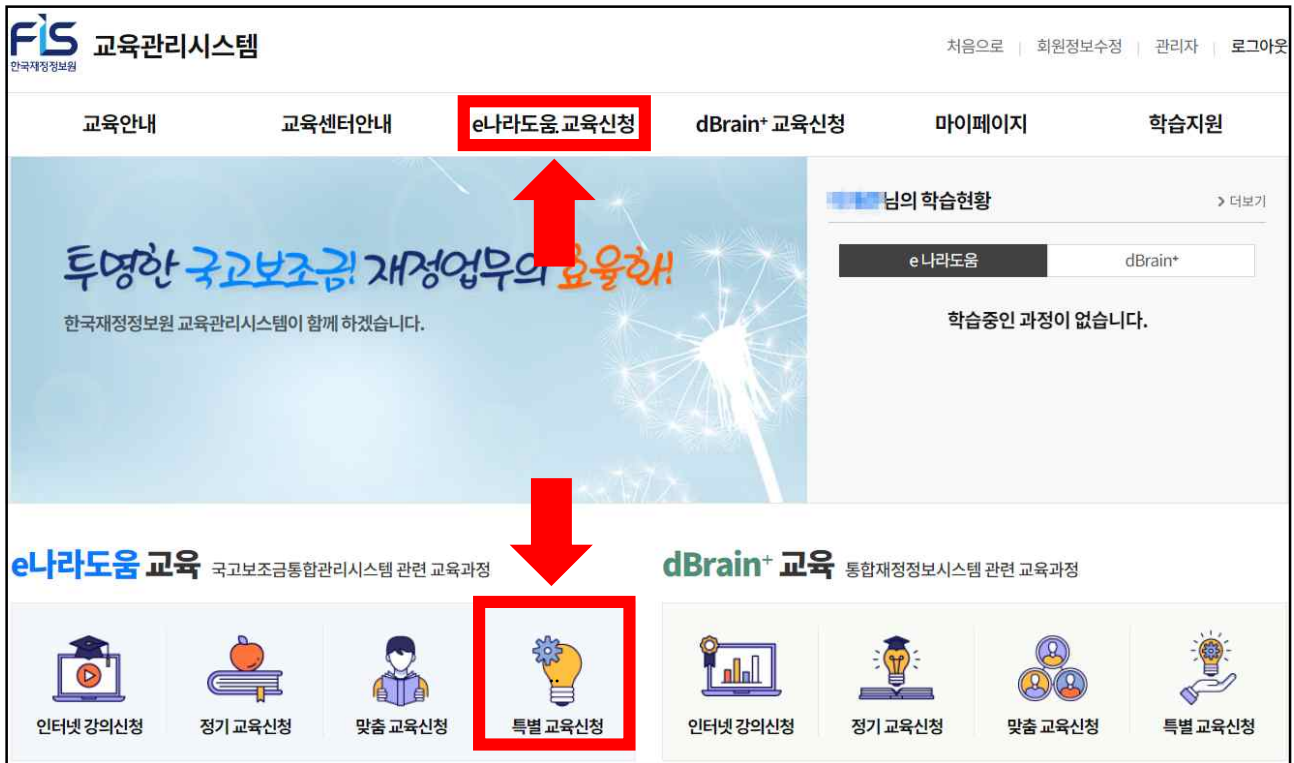 FIS 교육관리시스템
한국재정정보원
처음으로 | 회원정보수정 | 관리자 | 로그아웃
교육안내 교육센터안내 e나라도움 교육신청 dBrain+ 교육신청 마이페이지 학습지원
님의 학습현황 > 더보기
e나라도움 dBrain+
학습중인 과정이 없습니다.
투명한 국고보조금! 재정업무의 효율화!
한국재정정보원 교육관리시스템이 함께 하겠습니다.
e나라도움 교육 국고보조금통합관리시스템 관련 교육과정
인터넷 강의신청 정기 교육신청 맞춤 교육신청 특별 교육신청
dBrain+ 교육 통합재정정보시스템 관련 교육과정
인터넷 강의신청 정기 교육신청 맞춤 교육신청 특별 교육신청